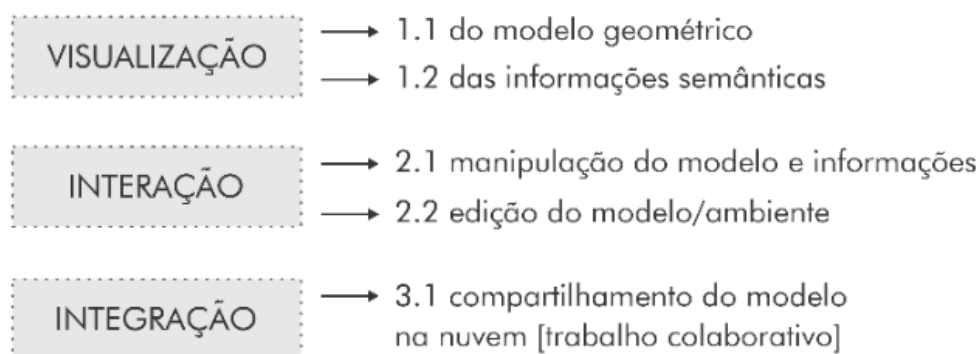 VISUALIZAÇÃO
1.1 do modelo geométrico
1.2 das informações semânticas
INTERAÇÃO
2.1 manipulação do modelo e informações
2.2 edição do modelo/ambiente
INTEGRAÇÃO
3.1 compartilhamento do modelo
na nuvem [trabalho colaborativo]